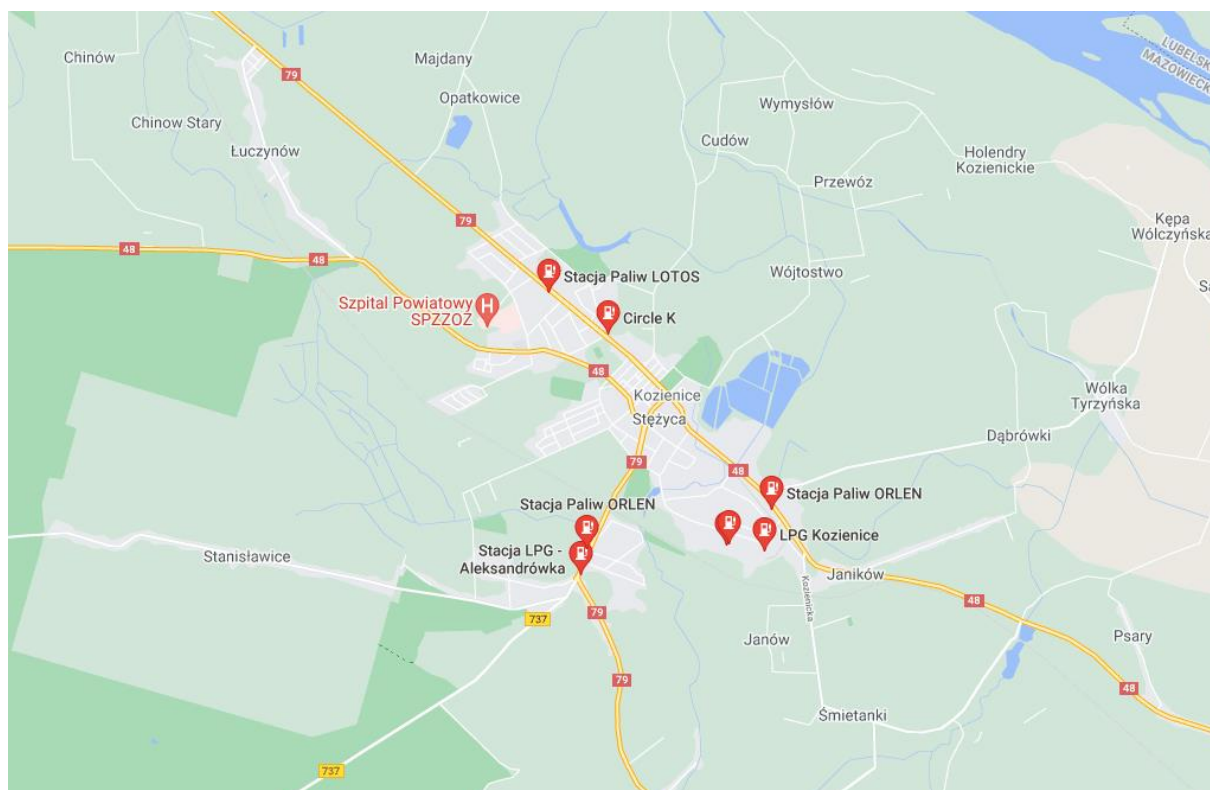 Chinów
79
Majdany
Opatkowice
Chinow Stary
Łuczynów
Wymysłów
Cudów
LUBELSK
MAZOWIECK
Holendry
Kozienickie
Przewóz
Kępa
Wólczyńska
79
48
48
Stacja Paliw LOTOS
Wójtostwo
Szpital Powiatowy
SPZZOZ
H
Circle K
48
Kozienice
Stężyca
Wólka
Tyrzyńska
Dąbrówki
79
48
Stacja Paliw ORLEN
Stacja Paliw ORLEN
LPG Kozienice
Stacja LPG -
Aleksandrówka
Stanisławice
Janików
Kozienicka
48
737
79
Janów
Psary
79
48
Śmietanki
737